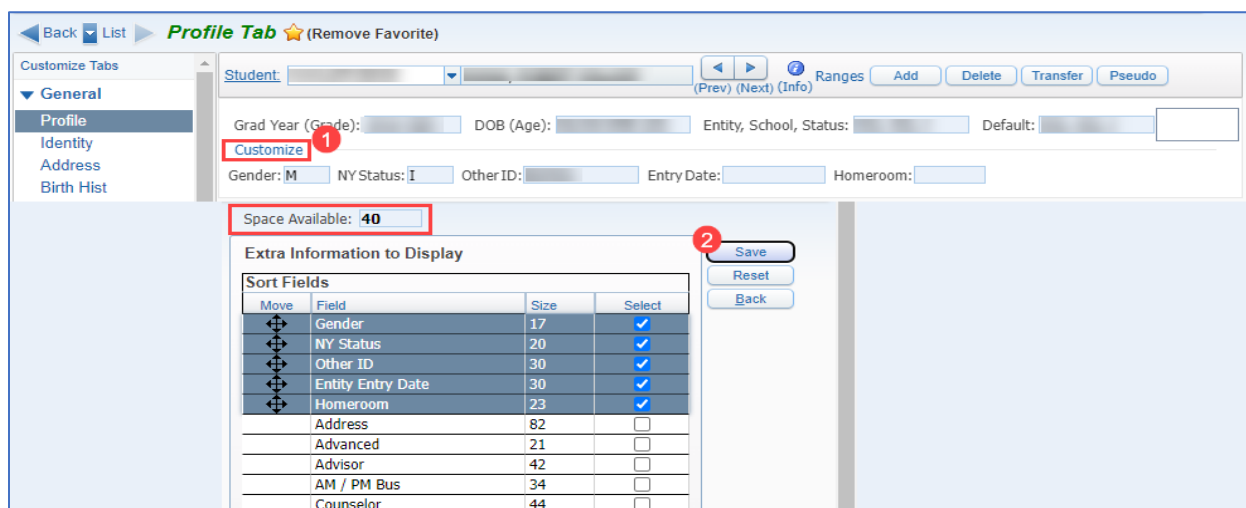 Back List Profile Tab (Remove Favorite)
Customize Tabs
General
Profile
Identity
Address
Birth Hist
Student: (Prev) (Next) (Info) Ranges Add Delete Transfer Pseudo
Grad Year (Grade): DOB (Age): Entity, School, Status: Default:
Customize 1
Gender: M NY Status: I Other ID: Entry Date: Homeroom:
Space Available: 40
Extra Information to Display
2 Save
Reset
Back
Sort Fields
Move Field Size Select
Gender 17
NY Status 20
Other ID 30
Entity Entry Date 30
Homeroom 23
Address 82
Advanced 21
Advisor 42
AM / PM Bus 34
Counselor 44